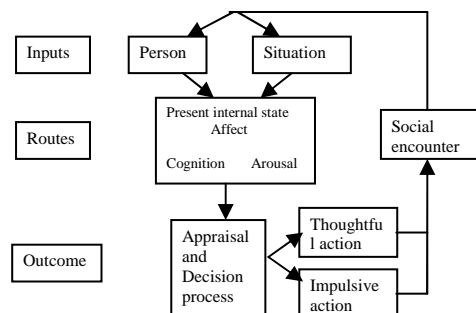 Inputs
Person
Situation
Routes
Present internal state
Affect
Cognition Arousal
Social
encounter
Outcome
Appraisal
and
Decision
process
Thoughtfu
l action
Impulsive
action